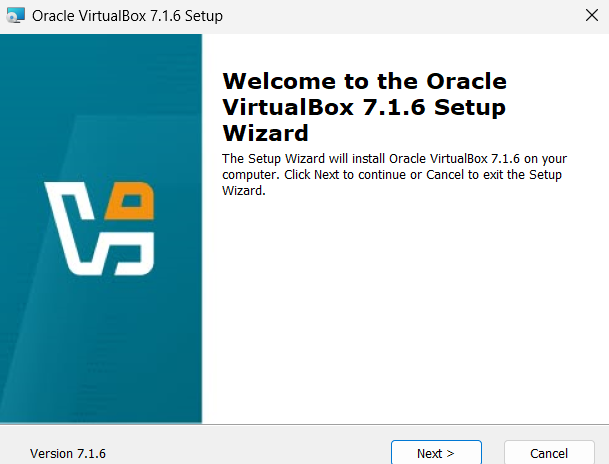 Oracle VirtualBox 7.1.6 Setup
Welcome to the Oracle
VirtualBox 7.1.6 Setup
Wizard
The Setup Wizard will install Oracle VirtualBox 7.1.6 on your
computer. Click Next to continue or Cancel to exit the Setup
Wizard.
Version 7.1.6
Next >
Cancel